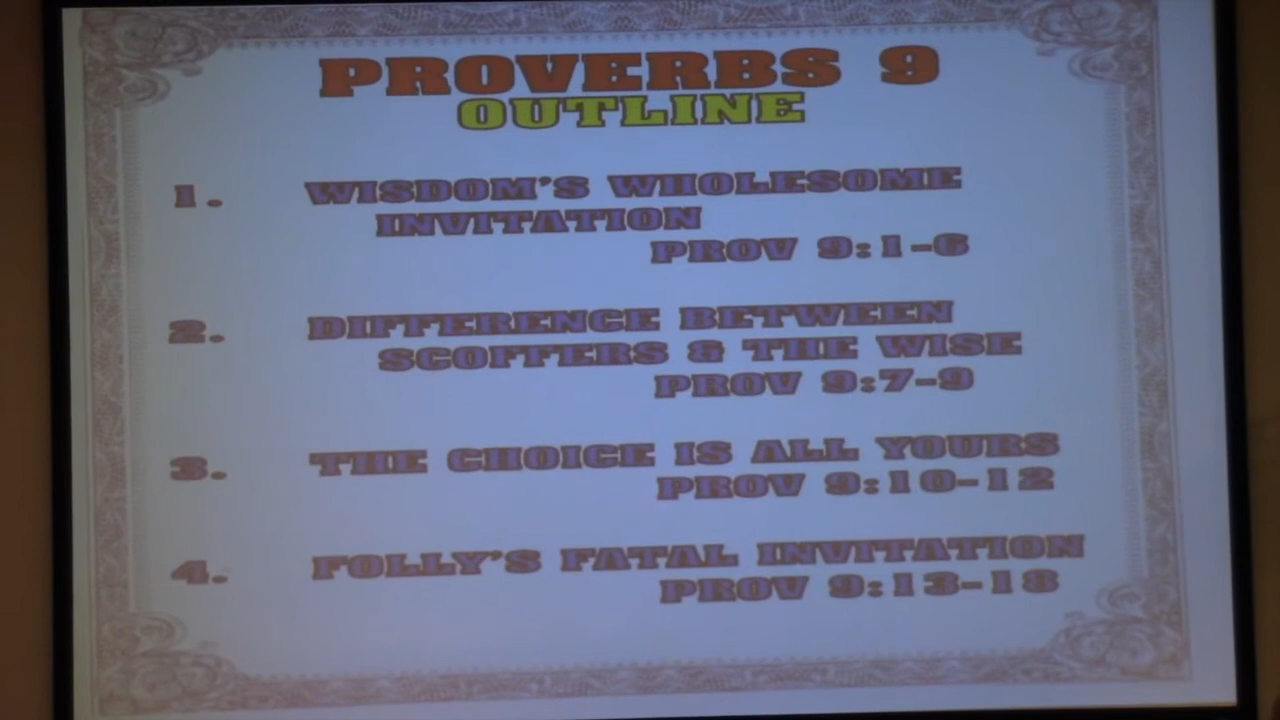 PROVERBS 9
OUTLINE
1. WISDOM'S WHOLESOME
INVITATION
PROV 9:1-6
2. DIFFERENCE BETWEEN
SCOFFERS & THE WISE
PROV 9:7-9
3. THE CHOICE IS ALL YOURS
PROV 9:10-12
4. FOLLY'S FATAL INVITATION
PROV 9:13-18